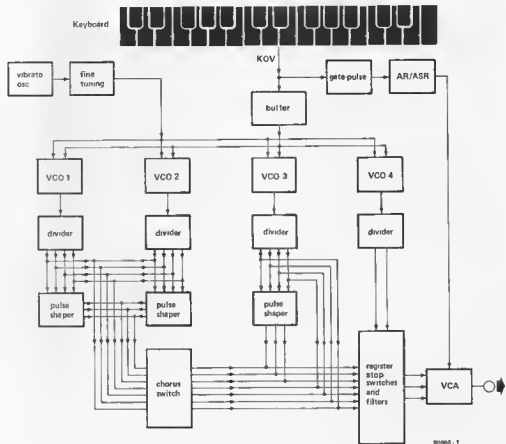 Keyboard
KOV
vibrato
osc
fine
tuning
gate-pulse
AR/ASR
buffer
VCO 1
VCO 2
VCO 3
VCO 4
divider
divider
divider
divider
pulse
shaper
pulse
shaper
pulse
shaper
chorus
switch
register
stop
switches
and
filters
VCA